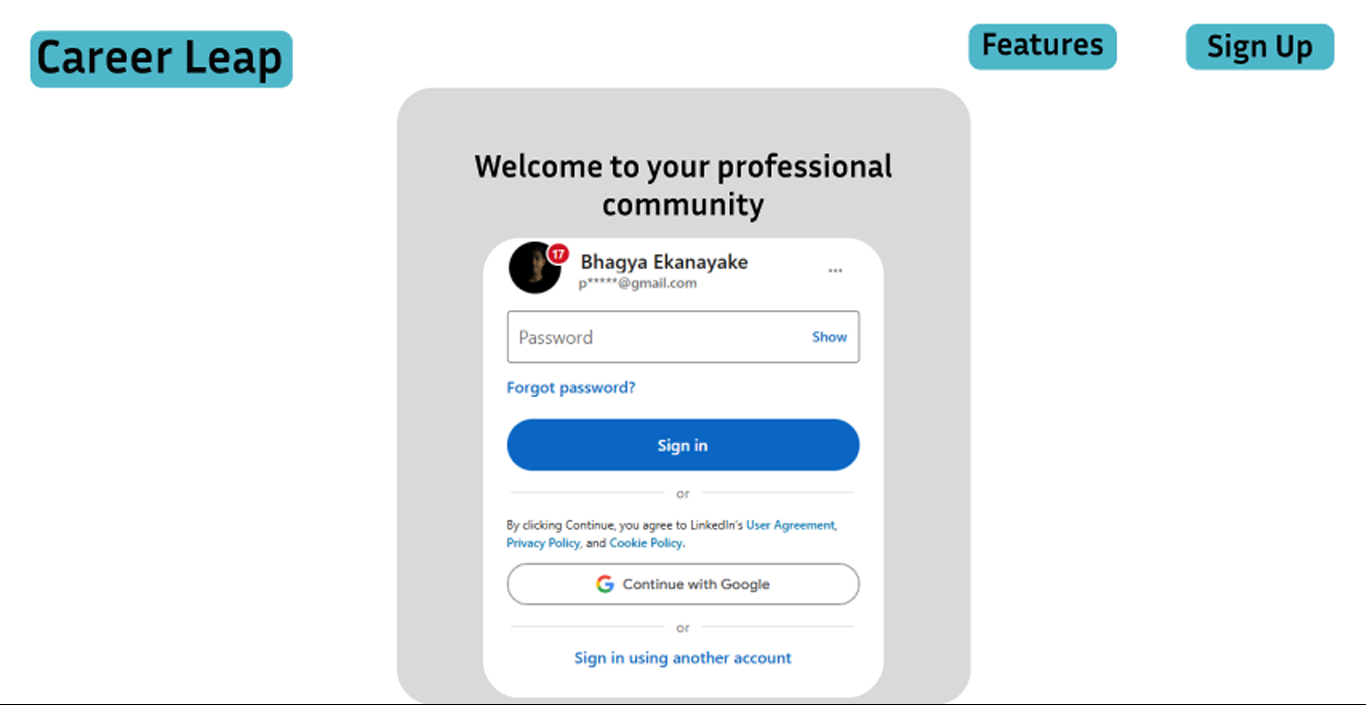 Career Leap
Features
Sign Up
Welcome to your professional
community
17
Bhagya Ekanayake
...
p*****@gmail.com
Password
Show
Forgot password?
Sign in
or
By clicking Continue, you agree to LinkedIn's User Agreement,
Privacy Policy, and Cookie Policy.
Continue with Google
or
Sign in using another account